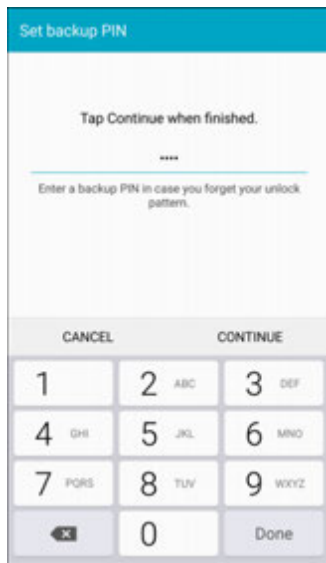 Set backup PIN
Tap Continue when finished.
••••
Enter a backup PIN in case you forget your unlock
pattern.
CANCEL CONTINUE
1 2 ABC 3 DEF
4 GHI 5 JKL 6 MNO
7 PQRS 8 TUV 9 WXYZ
0 Done